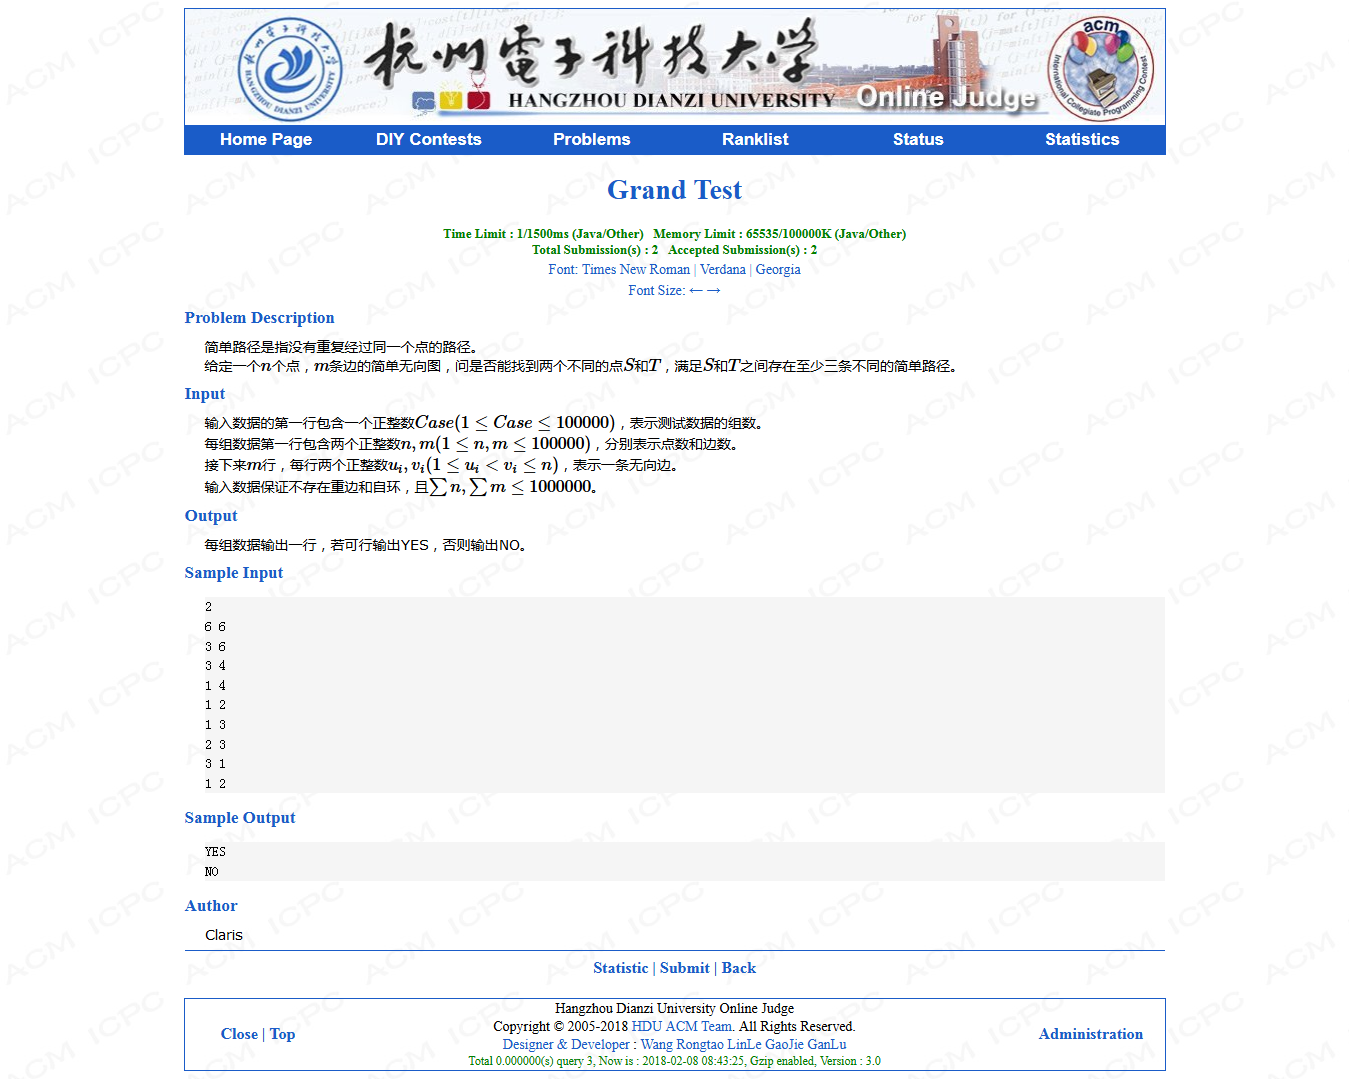 杭州電子科技大学
HANGZHOU DIANZI UNIVERSITY
Online Judge
acm
International Collegiate Programming Contest
Home Page DIY Contests Problems Ranklist Status Statistics
Grand Test
Time Limit : 1/1500ms (Java/Other) Memory Limit : 65535/100000K (Java/Other)
Total Submission(s) : 2 Accepted Submission(s) : 2
Font: Times New Roman | Verdana | Georgia
Font Size: ← →
Problem Description
简单路径是指没有重复经过同一个点的路径。
给定一个n个点，m条边的简单无向图，问是否能找到两个不同的点S和T，满足S和T之间存在至少三条不同的简单路径。
Input
输入数据的第一行包含一个正整数Case(1 ≤ Case ≤ 100000)，表示测试数据的组数。
每组数据第一行包含两个正整数n, m(1 ≤ n, m ≤ 100000)，分别表示点数和边数。
接下来m行，每行两个正整数u_i, v_i(1 ≤ u_i < v_i ≤ n)，表示一条无向边。
输入数据保证不存在重边和自环，且∑ n, ∑ m ≤ 1000000。
Output
每组数据输出一行，若可行输出YES，否则输出NO。
Sample Input
2
6 6
3 6
3 4
1 4
1 2
1 3
2 3
3 1
1 2
Sample Output
YES
NO
Author
Claris
Statistic | Submit | Back
Close | Top
Hangzhou Dianzi University Online Judge
Copyright © 2005-2018 HDU ACM Team. All Rights Reserved.
Designer & Developer : Wang Rongtao LinLe GaoJie GanLu
Total 0.000000(s) query 3, Now is : 2018-02-08 08:43:25, Gzip enabled, Version : 3.0
Administration